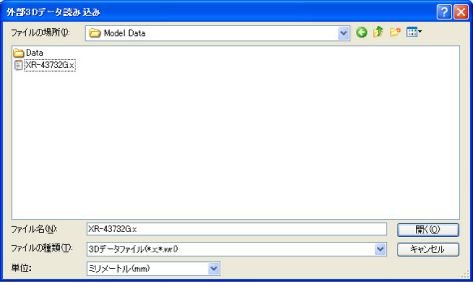 外部3Dデータ読み込み
ファイルの場所(I):
Model Data
Data
XR-43732G.x
ファイル名(N):
XR-43732G.x
開く(O)
ファイルの種類(T):
3Dデータファイル(*.x;*.wrl)
キャンセル
単位:
ミリメートル(mm)